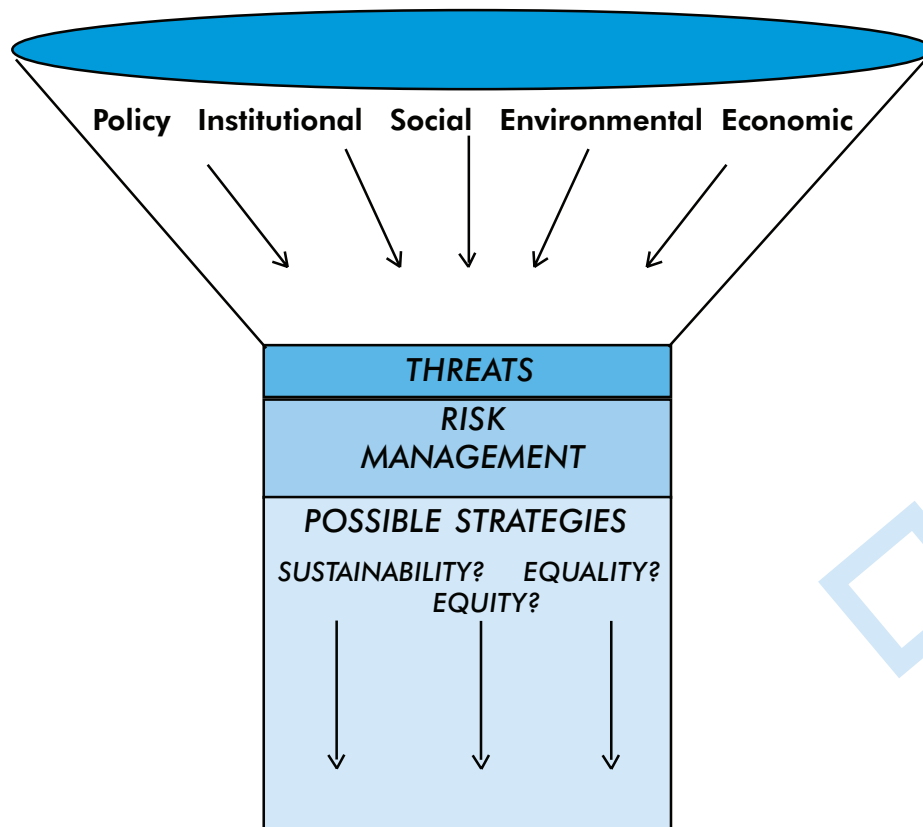 Policy Institutional Social Environmental Economic
THREATS
RISK
MANAGEMENT
POSSIBLE STRATEGIES
SUSTAINABILITY? EQUALITY?
EQUITY?